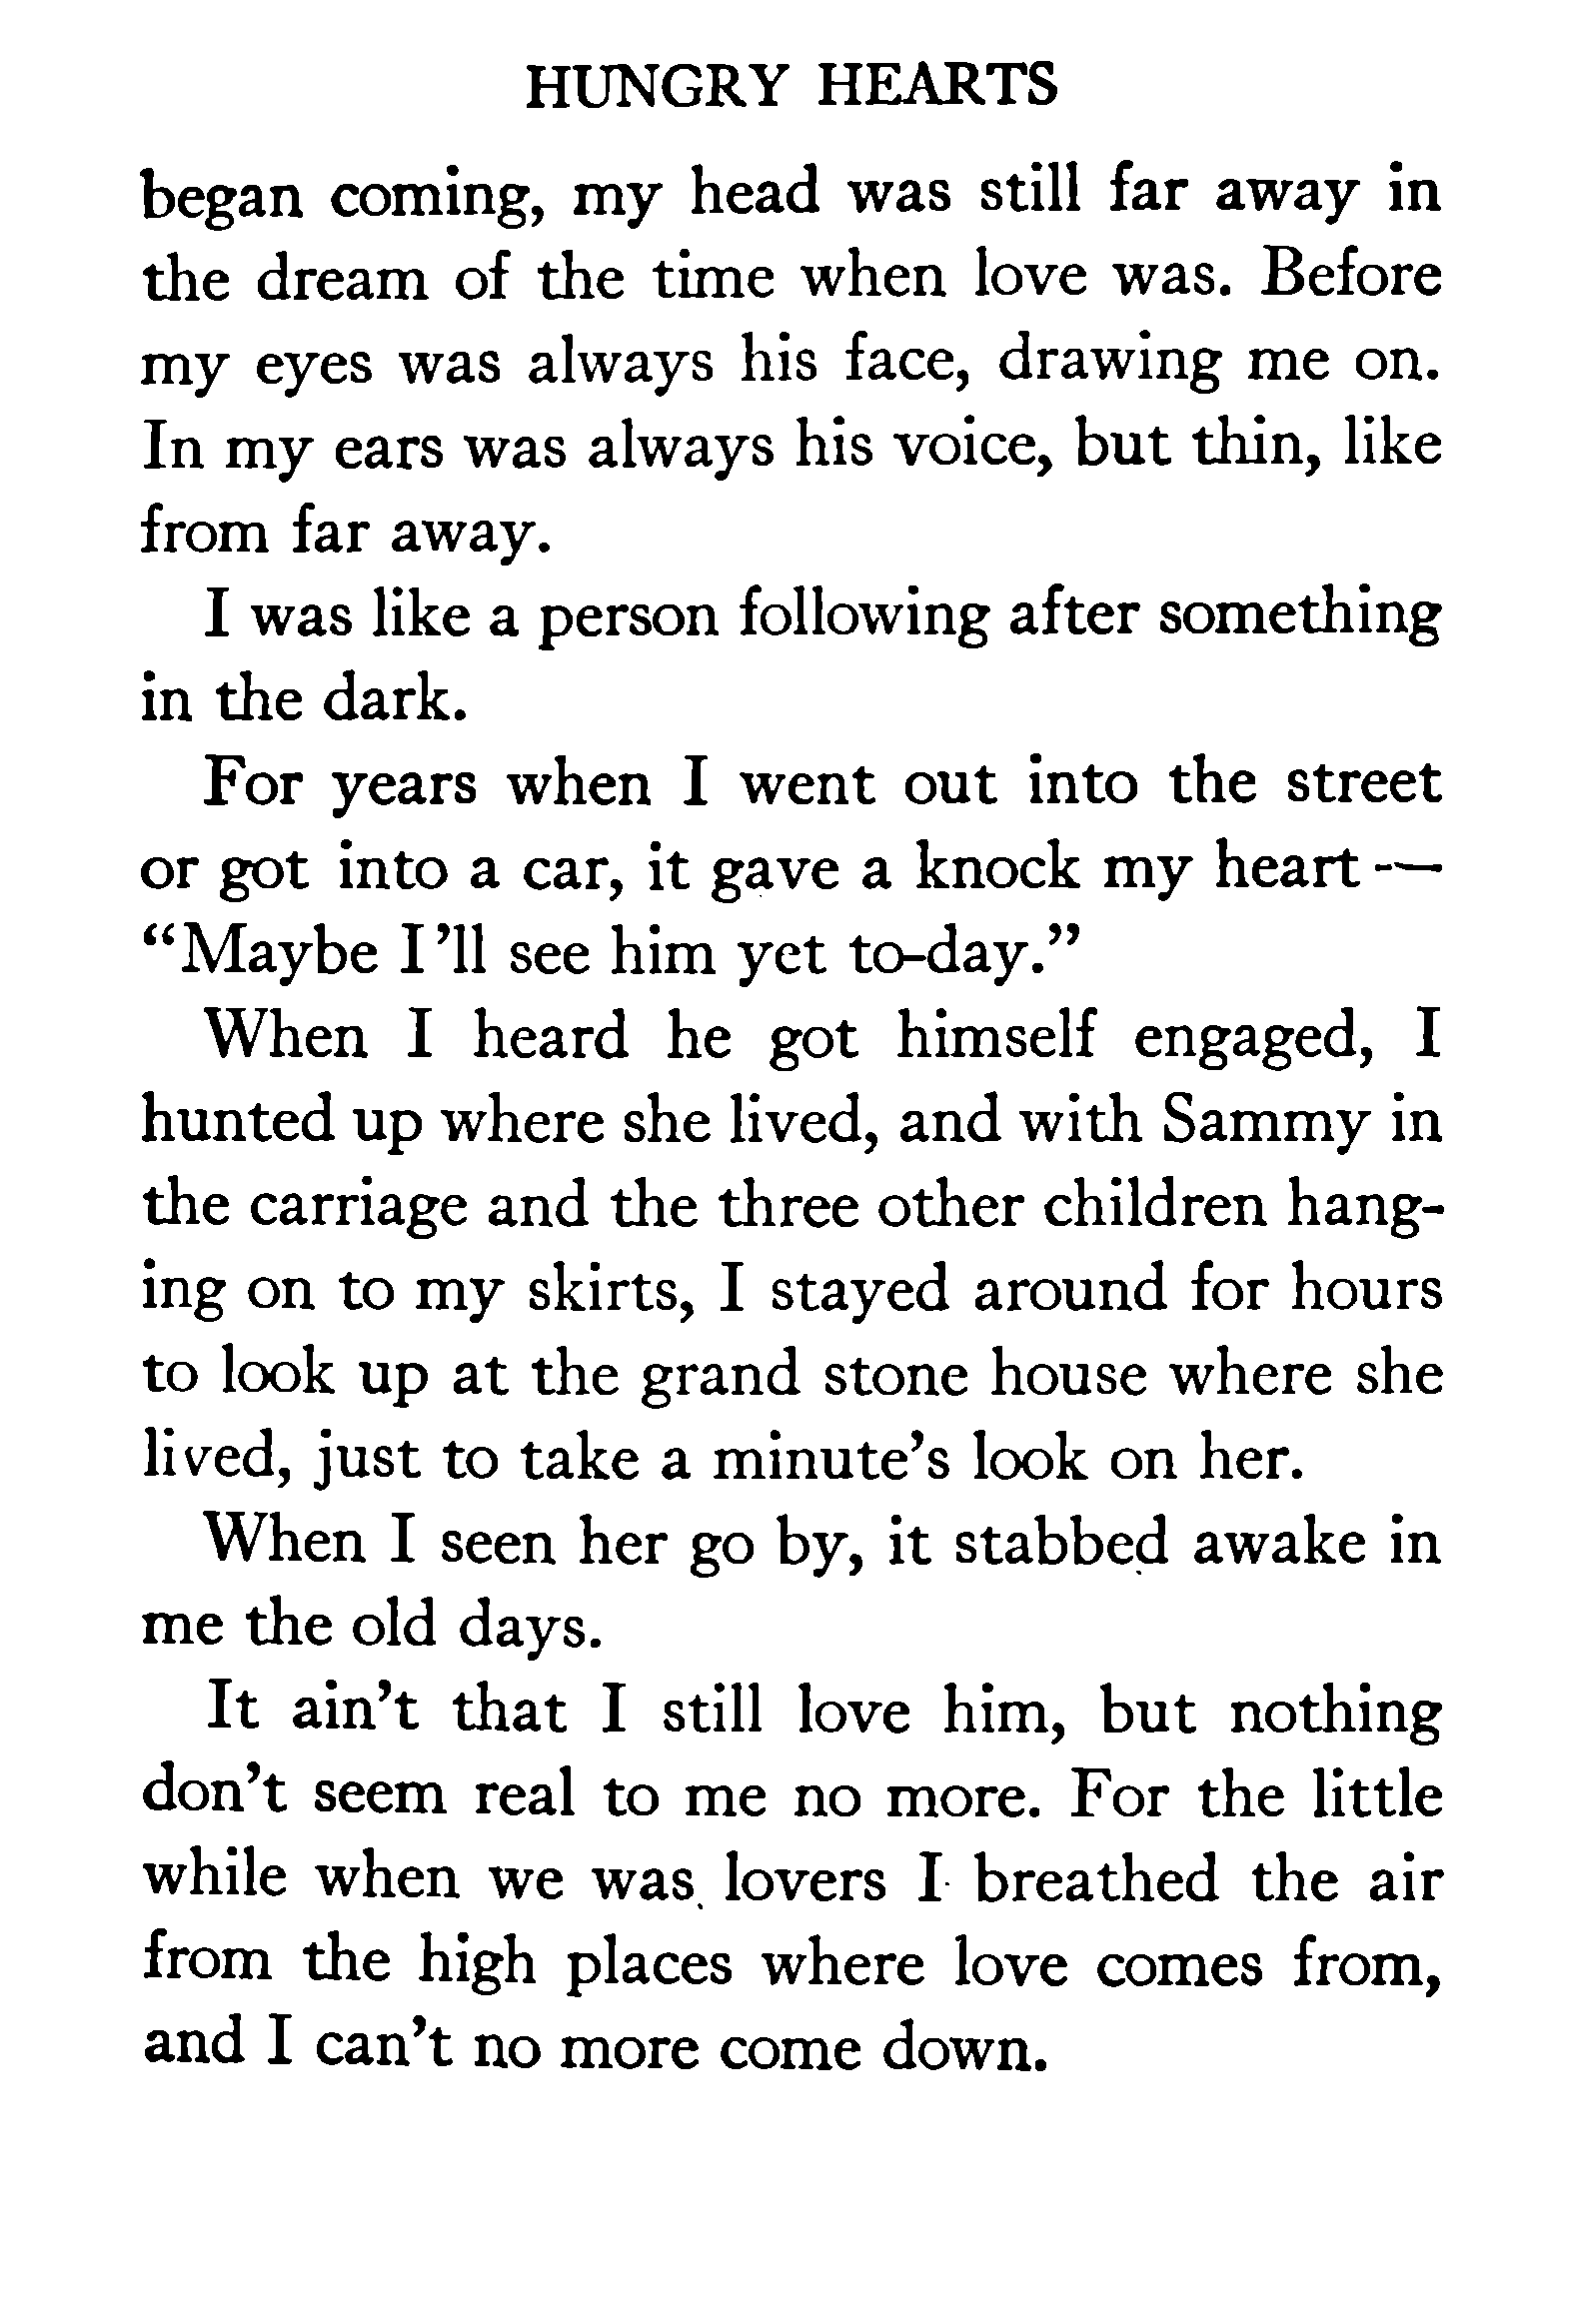 HUNGRY HEARTS
began coming, my head was still far away in
the dream of the time when love was. Before
my eyes was always his face, drawing me on.
In my ears was always his voice, but thin, like
from far away.
I was like a person following after something
in the dark.
For years when I went out into the street
or got into a car, it gave a knock my heart —
“Maybe I’ll see him yet to-day.”
When I heard he got himself engaged, I
hunted up where she lived, and with Sammy in
the carriage and the three other children hang-
ing on to my skirts, I stayed around for hours
to look up at the grand stone house where she
lived, just to take a minute’s look on her.
When I seen her go by, it stabbed awake in
me the old days.
It ain’t that I still love him, but nothing
don’t seem real to me no more. For the little
while when we was lovers I breathed the air
from the high places where love comes from,
and I can’t no more come down.